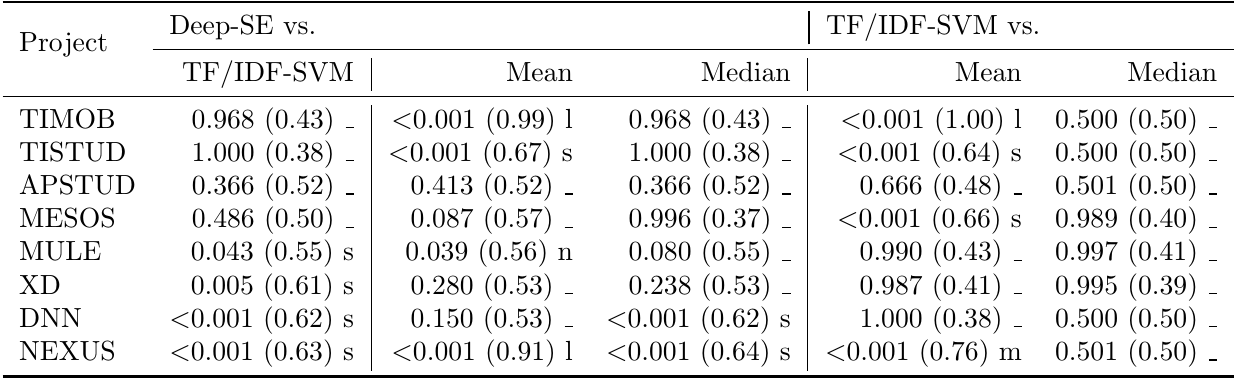 Project Deep-SE vs. TF/IDF-SVM vs.
TF/IDF-SVM Mean Median Mean Median
TIMOB 0.968 (0.43) _ <0.001 (0.99) l 0.968 (0.43) _ <0.001 (1.00) l 0.500 (0.50) _
TISTUD 1.000 (0.38) _ <0.001 (0.67) s 1.000 (0.38) _ <0.001 (0.64) s 0.500 (0.50) _
APSTUD 0.366 (0.52) _ 0.413 (0.52) _ 0.366 (0.52) _ 0.666 (0.48) _ 0.501 (0.50) _
MESOS 0.486 (0.50) _ 0.087 (0.57) _ 0.996 (0.37) _ <0.001 (0.66) s 0.989 (0.40) _
MULE 0.043 (0.55) s 0.039 (0.56) n 0.080 (0.55) _ 0.990 (0.43) _ 0.997 (0.41) _
XD 0.005 (0.61) s 0.280 (0.53) _ 0.238 (0.53) _ 0.987 (0.41) _ 0.995 (0.39) _
DNN <0.001 (0.62) s 0.150 (0.53) _ <0.001 (0.62) s 1.000 (0.38) _ 0.500 (0.50) _
NEXUS <0.001 (0.63) s <0.001 (0.91) l <0.001 (0.64) s <0.001 (0.76) m 0.501 (0.50) _